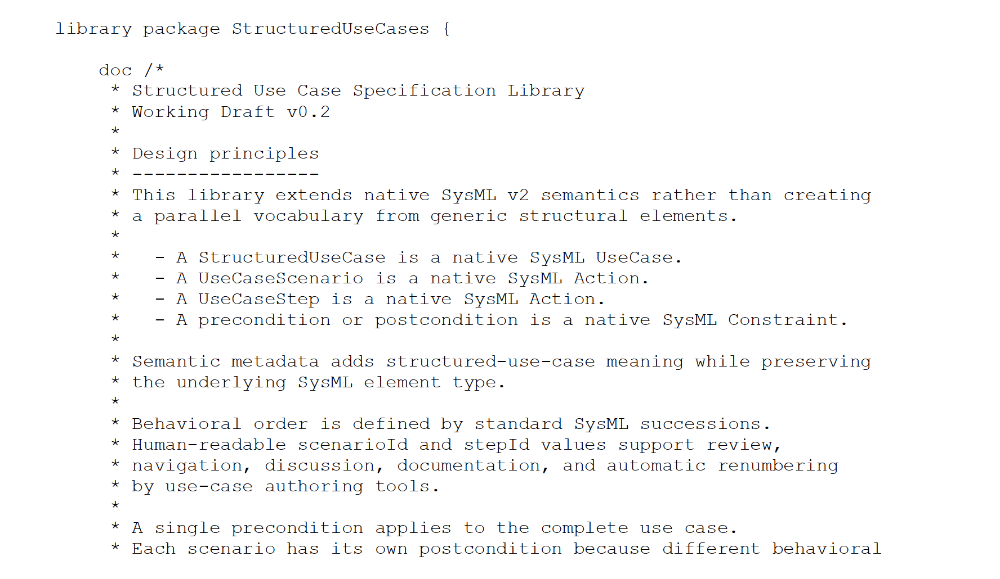 library package StructuredUseCases {
doc /*
* Structured Use Case Specification Library
* Working Draft v0.2
*
* Design principles
* -----------------
* This library extends native SysML v2 semantics rather than creating
* a parallel vocabulary from generic structural elements.
*
*   - A StructuredUseCase is a native SysML UseCase.
*   - A UseCaseScenario is a native SysML Action.
*   - A UseCaseStep is a native SysML Action.
*   - A precondition or postcondition is a native SysML Constraint.
*
* Semantic metadata adds structured-use-case meaning while preserving
* the underlying SysML element type.
*
* Behavioral order is defined by standard SysML successions.
* Human-readable scenarioId and stepId values support review,
* navigation, discussion, documentation, and automatic renumbering
* by use-case authoring tools.
*
* A single precondition applies to the complete use case.
* Each scenario has its own postcondition because different behavioral